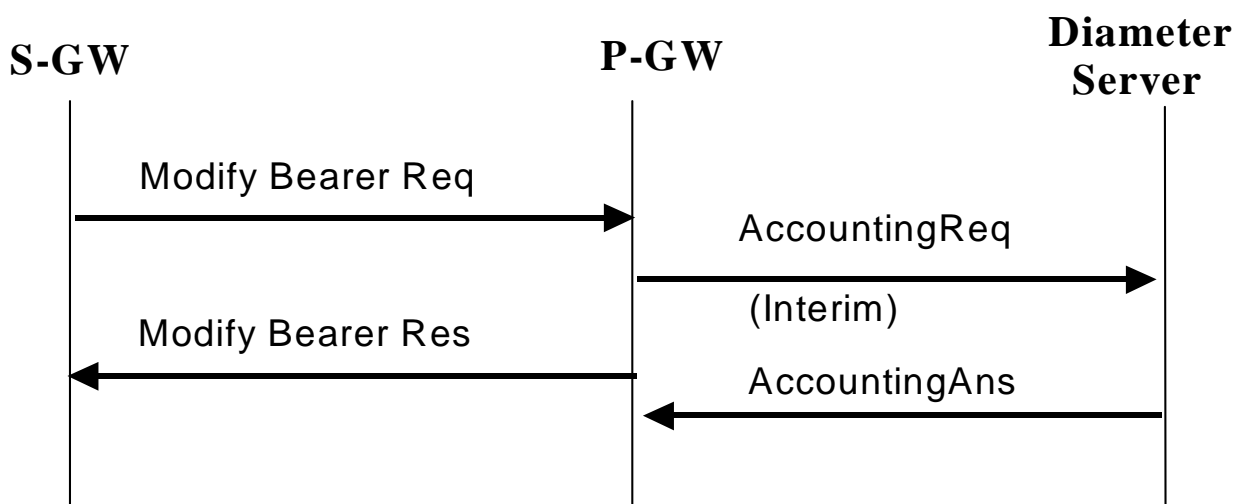 S-GW
P-GW
Diameter
Server
Modify Bearer Req
AccountingReq
(Interim)
Modify Bearer Res
AccountingAns